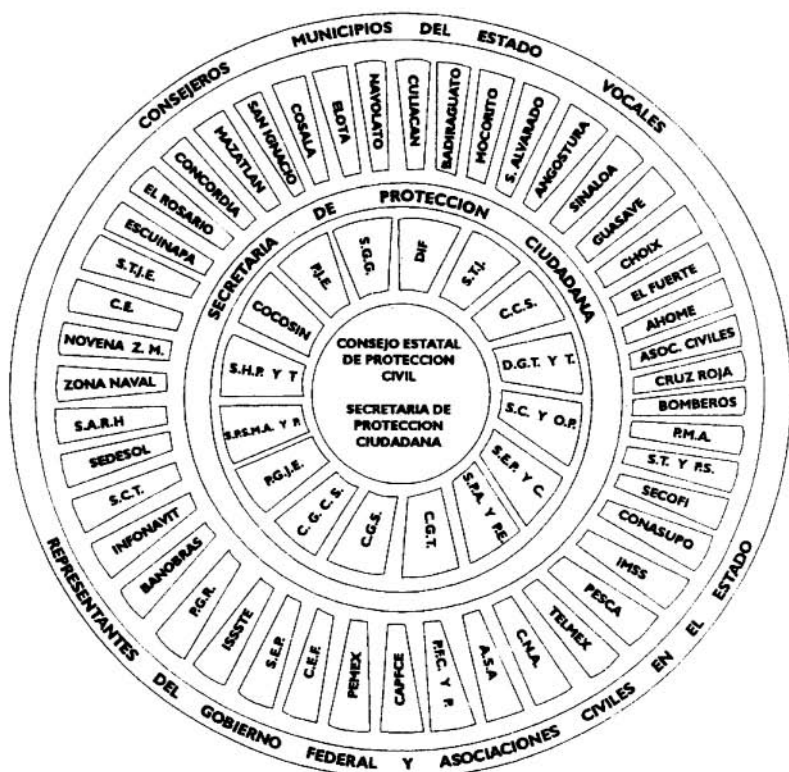 CONSEJEROS MUNICIPIOS DEL ESTADO VOCALES
ESCUINAPA
EL ROSARIO
CONCORDIA
MAZATLAN
SAN IGNACIO
COSALA
ELOTA
NAVOLATO
CULIACAN
BADIRAGUATO
MOCORITO
S. ALVARADO
ANGOSTURA
SINALOA
GUASAVE
CHOIX
EL FUERTE
AHOME
ASOC. CIVILES
CRUZ ROJA
BOMBEROS
P.M.A.
S.T. Y P.S.
SECOFI
CONASUPO
IMSS
PESCA
TELMEX
C.N.A.
A.S.A
P.F.C. Y P.
CAPFCE
PEMEX
C.E.F.
S.E.P.
ISSSTE
P.G.R.
BANOBRAS
INFONAVIT
S.C.T.
SEDESOL
S.A.R.H
ZONA NAVAL
NOVENA Z. M.
C.E.
S.T.J.E.
SECRETARIA DE PROTECCION CIUDADANA
COCOSIN
P.J.E.
S.G.G.
DIF
S.T.J.
C.C.S.
D.G.T. Y T.
S.C. Y O.P.
S.E.P. Y C.
S.P.A. Y P.E.
C.G.T.
C.G.S.
C. G. C. S.
P.G.J.E.
S.P.S.M.A. Y P.
S.H.P. Y T
CONSEJO ESTATAL
DE PROTECCION
CIVIL
SECRETARIA DE
PROTECCION
CIUDADANA
REPRESENTANTES DEL GOBIERNO FEDERAL Y ASOCIACIONES CIVILES EN EL ESTADO